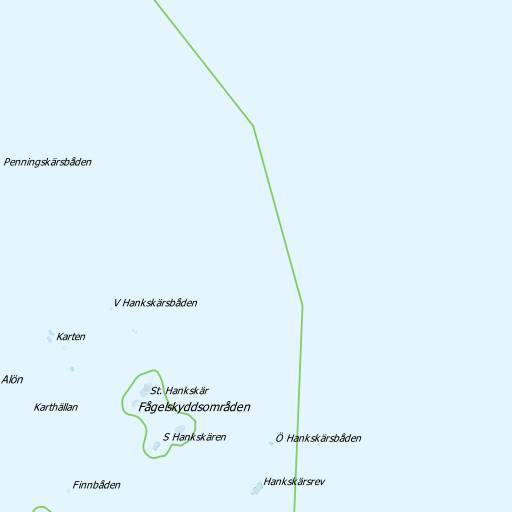 Penningskärsbåden
V Hankskärsbåden
Karten
Alön
St. Hankskär
Karthällan
Fågelskyddsområden
S Hankskären
Ö Hankskärsbåden
Finnbåden
Hankskärsrev